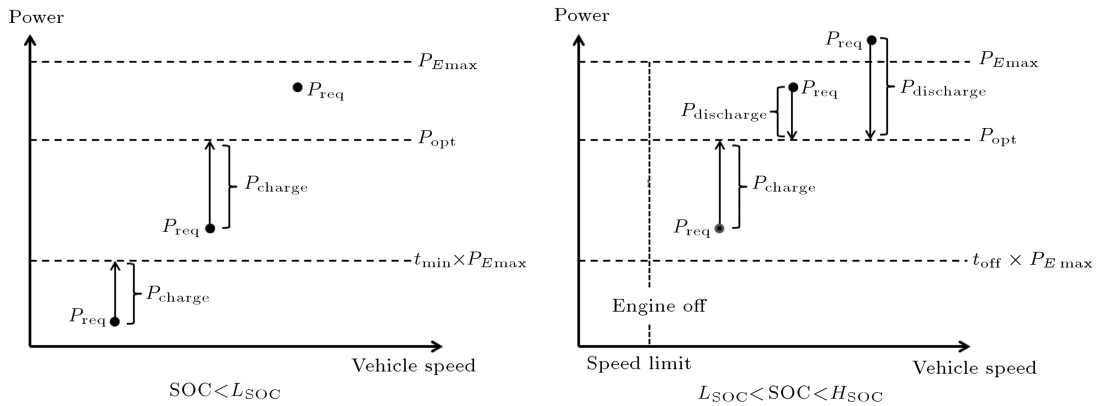 Power
P_Emax
P_req
P_opt
P_charge
P_req
t_min×P_Emax
P_charge
P_req
Vehicle speed
SOC<L_SOC
Power
P_req
P_Emax
P_req
P_discharge
P_discharge
P_opt
P_charge
P_req
t_off × P_E max
Engine off
Speed limit
Vehicle speed
L_SOC<SOC<H_SOC